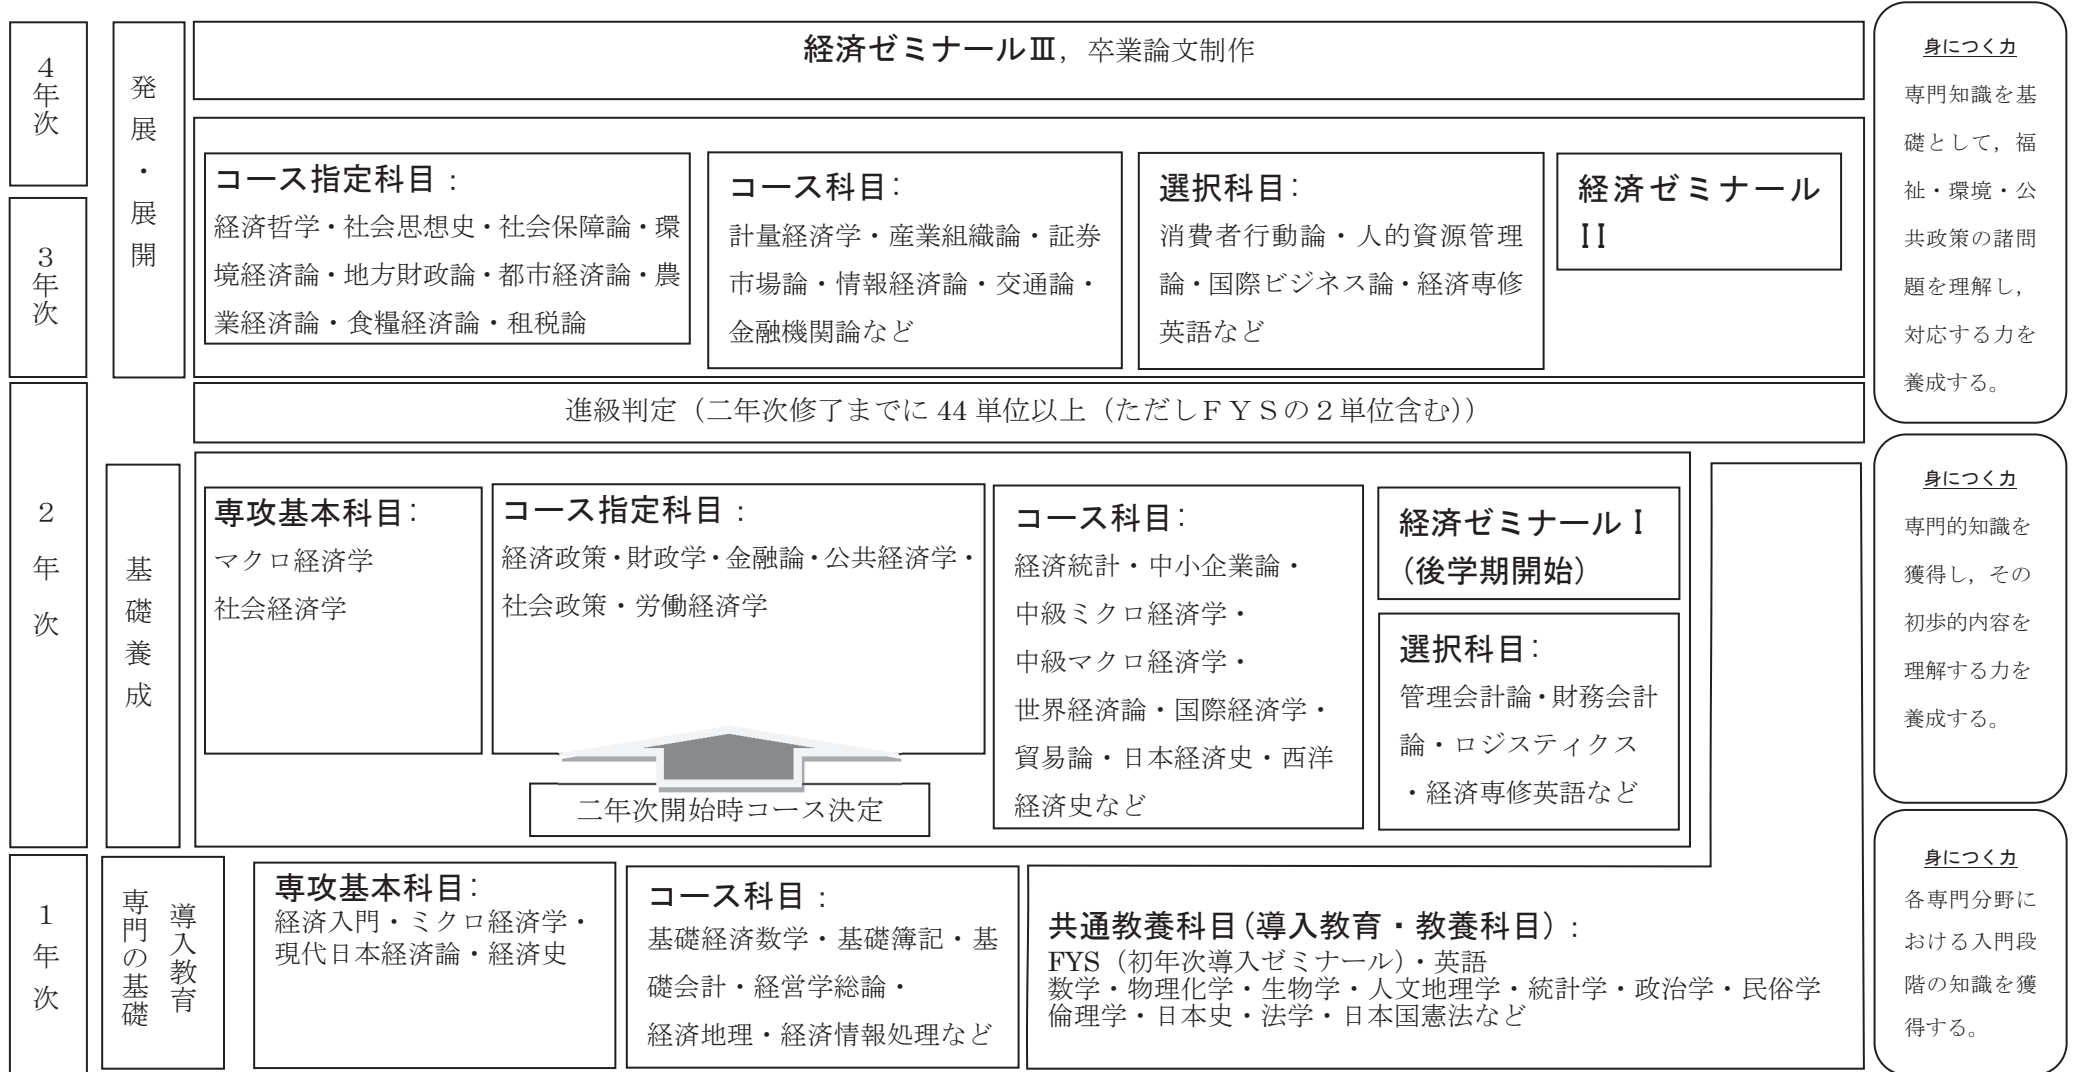 4年次
発展・展開
経済ゼミナールⅢ，卒業論文制作
3年次
コース指定科目：
経済哲学・社会思想史・社会保障論・環
境経済論・地方財政論・都市経済論・農
業経済論・食糧経済論・租税論
コース科目：
計量経済学・産業組織論・証券
市場論・情報経済論・交通論・
金融機関論など
選択科目：
消費者行動論・人的資源管理
論・国際ビジネス論・経済専修
英語など
経済ゼミナール
II
身につく力
専門知識を基
礎として，福
祉・環境・公
共政策の諸問
題を理解し，
対応する力を
養成する。
進級判定（二年次修了までに 44 単位以上（ただしＦＹＳの２単位含む））
2年次
基礎養成
専攻基本科目：
マクロ経済学
社会経済学
コース指定科目：
経済政策・財政学・金融論・公共経済学・
社会政策・労働経済学
二年次開始時コース決定
コース科目：
経済統計・中小企業論・
中級ミクロ経済学・
中級マクロ経済学・
世界経済論・国際経済学・
貿易論・日本経済史・西洋
経済史など
経済ゼミナールⅠ
（後学期開始）
選択科目：
管理会計論・財務会計
論・ロジスティクス
・経済専修英語など
身につく力
専門的知識を
獲得し，その
初歩的内容を
理解する力を
養成する。
1年次
導入教育
専門の基礎
専攻基本科目：
経済入門・ミクロ経済学・
現代日本経済論・経済史
コース科目：
基礎経済数学・基礎簿記・基
礎会計・経営学総論・
経済地理・経済情報処理など
共通教養科目（導入教育・教養科目）：
FYS（初年次導入ゼミナール）・英語
数学・物理化学・生物学・人文地理学・統計学・政治学・民俗学
倫理学・日本史・法学・日本国憲法など
身につく力
各専門分野に
おける入門段
階の知識を獲
得する。